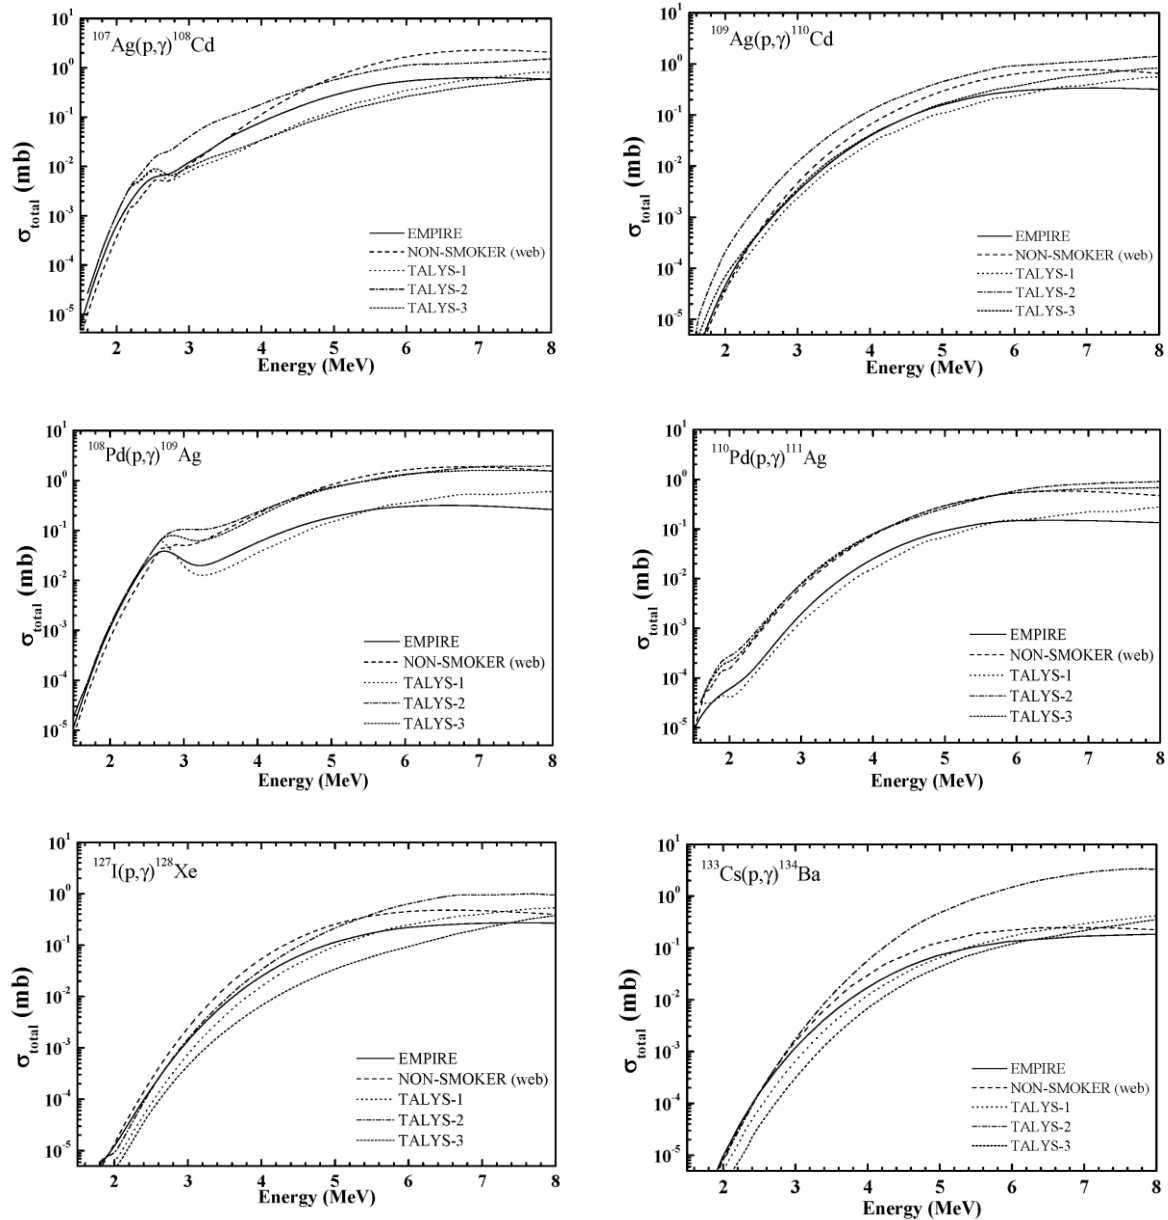 ¹⁰⁷Ag(p,γ)¹⁰⁸Cd
10¹
10⁰
10⁻¹
10⁻²
10⁻³
10⁻⁴
10⁻⁵
σtotal (mb)
EMPIRE
NON-SMOKER (web)
TALYS-1
TALYS-2
TALYS-3
2 3 4 5 6 7 8
Energy (MeV)
¹⁰⁹Ag(p,γ)¹¹⁰Cd
10¹
10⁰
10⁻¹
10⁻²
10⁻³
10⁻⁴
10⁻⁵
σtotal (mb)
EMPIRE
NON-SMOKER (web)
TALYS-1
TALYS-2
TALYS-3
2 3 4 5 6 7 8
Energy (MeV)
¹⁰⁸Pd(p,γ)¹⁰⁹Ag
10¹
10⁰
10⁻¹
10⁻²
10⁻³
10⁻⁴
10⁻⁵
σtotal (mb)
EMPIRE
NON-SMOKER (web)
TALYS-1
TALYS-2
TALYS-3
2 3 4 5 6 7 8
Energy (MeV)
¹¹⁰Pd(p,γ)¹¹¹Ag
10¹
10⁰
10⁻¹
10⁻²
10⁻³
10⁻⁴
10⁻⁵
σtotal (mb)
EMPIRE
NON-SMOKER (web)
TALYS-1
TALYS-2
TALYS-3
2 3 4 5 6 7 8
Energy (MeV)
¹²⁷I(p,γ)¹²⁸Xe
10¹
10⁰
10⁻¹
10⁻²
10⁻³
10⁻⁴
10⁻⁵
σtotal (mb)
EMPIRE
NON-SMOKER (web)
TALYS-1
TALYS-2
TALYS-3
2 3 4 5 6 7 8
Energy (MeV)
¹³³Cs(p,γ)¹³⁴Ba
10¹
10⁰
10⁻¹
10⁻²
10⁻³
10⁻⁴
10⁻⁵
σtotal (mb)
EMPIRE
NON-SMOKER (web)
TALYS-1
TALYS-2
TALYS-3
2 3 4 5 6 7 8
Energy (MeV)